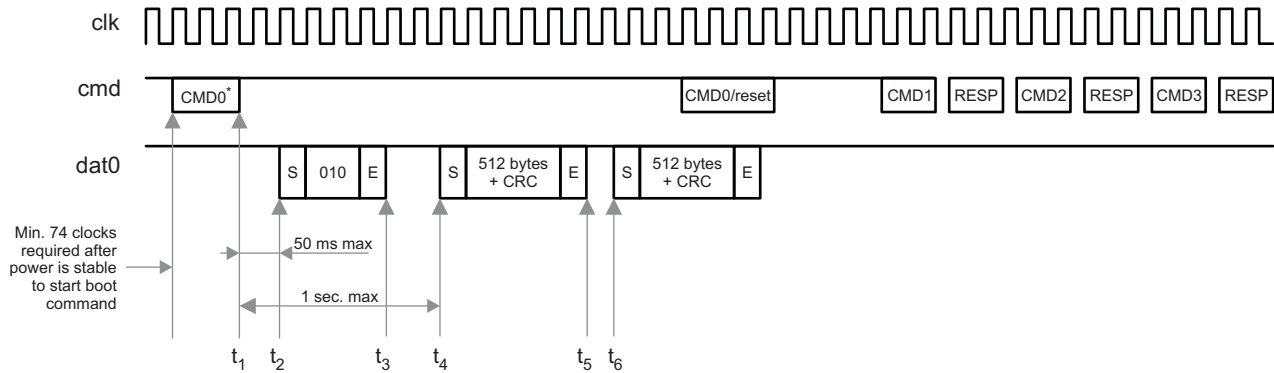 clk
cmd
CMD0*
CMD0/reset
CMD1
RESP
CMD2
RESP
CMD3
RESP
dat0
S
010
E
S
512 bytes
+ CRC
E
S
512 bytes
+ CRC
E
Min. 74 clocks
required after
power is stable
to start boot
command
50 ms max
1 sec. max
t1
t2
t3
t4
t5
t6